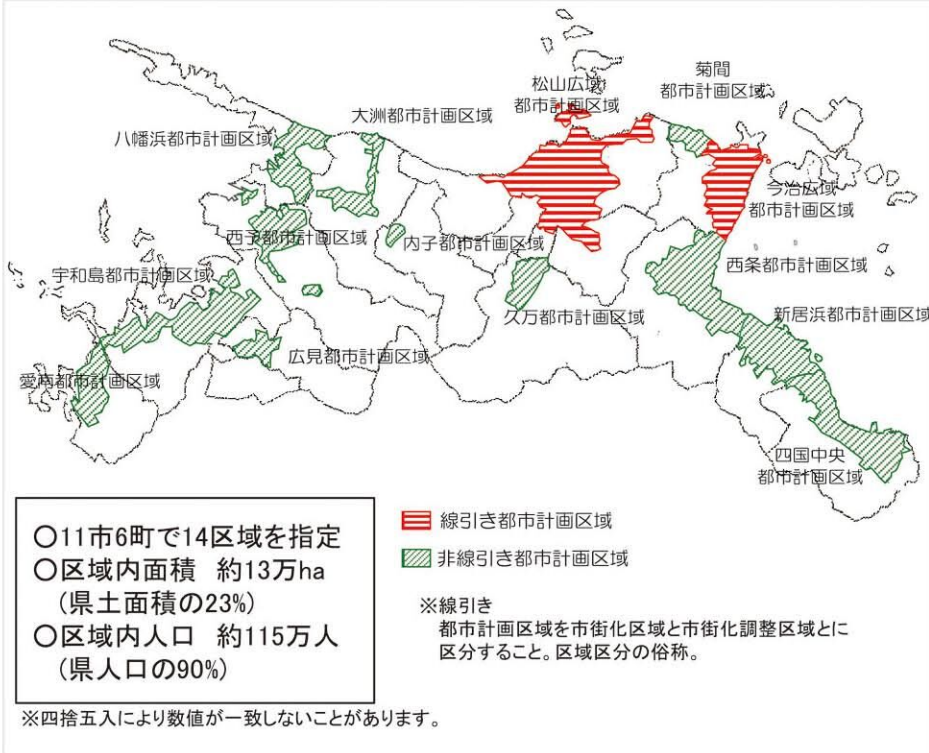 菊間
都市計画区域
松山広域
都市計画区域
大洲都市計画区域
八幡浜都市計画区域
今治広域
都市計画区域
西予都市計画区域
内子都市計画区域
西条都市計画区域
宇和島都市計画区域
久万都市計画区域
新居浜都市計画区域
広見都市計画区域
愛南都市計画区域
四国中央
都市計画区域
○11市6町で14区域を指定
○区域内面積 約13万ha
(県土面積の23%)
○区域内人口 約115万人
(県人口の90%)
線引き都市計画区域
非線引き都市計画区域
※線引き
都市計画区域を市街化区域と市街化調整区域とに
区分すること。区域区分の俗称。
※四捨五入により数値が一致しないことがあります。